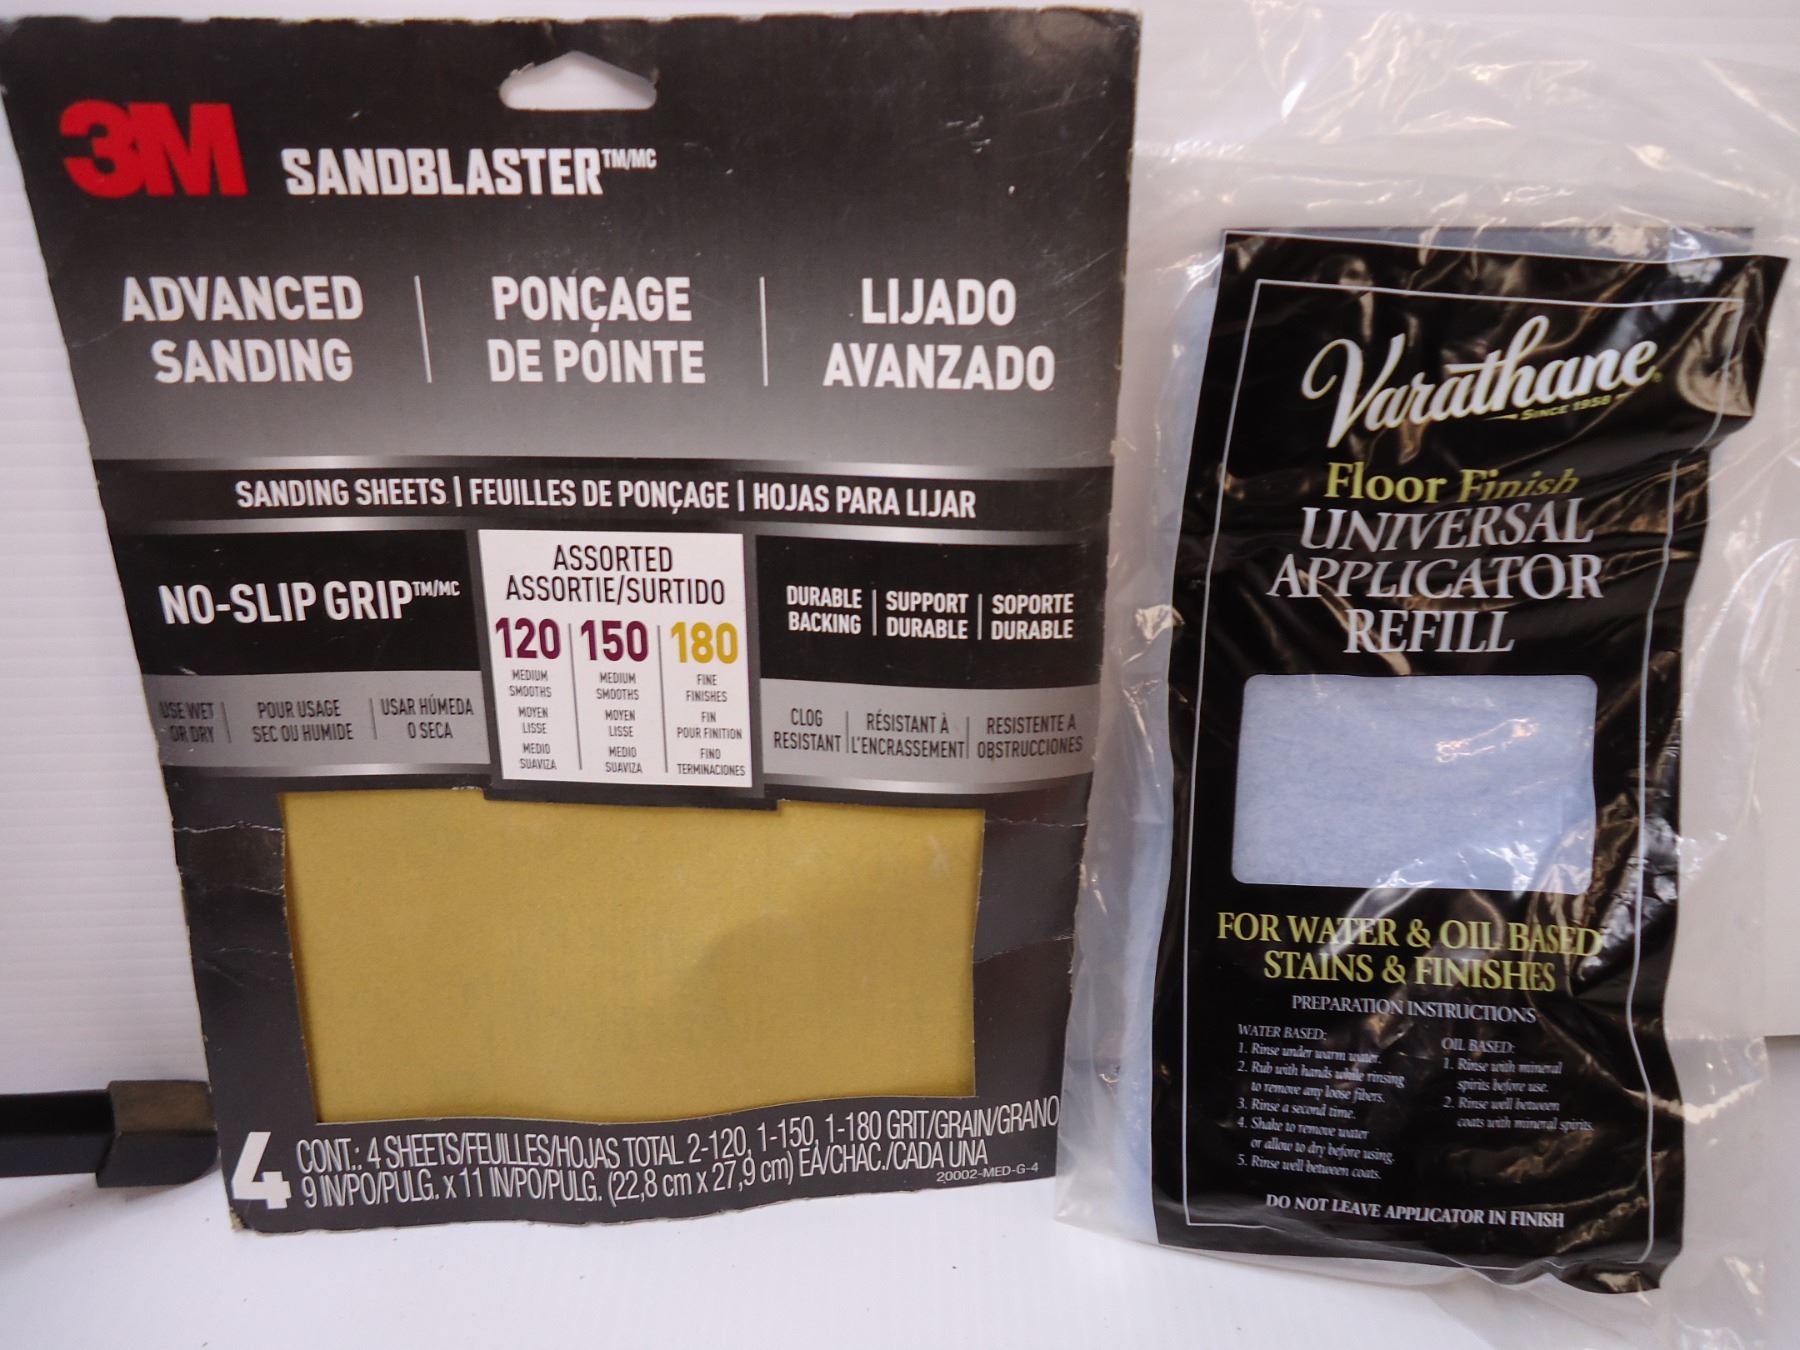 3M SANDBLASTER™/MC
ADVANCED SANDING
PONÇAGE DE POINTE
LIJADO AVANZADO
SANDING SHEETS | FEUILLES DE PONÇAGE | HOJAS PARA LIJAR
NO-SLIP GRIP™/MC
USE WET OR DRY
POUR USAGE SEC OU HUMIDE
USAR HÚMEDA O SECA
ASSORTED
ASSORTIE/SURTIDO
120 | 150 | 180
MEDIUM SMOOTHS
MOYEN LISSE
MEDIO SUAVIZA
MEDIUM SMOOTHS
MOYEN LISSE
MEDIO SUAVIZA
FINE FINISHES
FIN POUR FINITION
FINO TERMINACIONES
DURABLE BACKING
SUPPORT DURABLE
SOPORTE DURABLE
CLOG RESISTANT
RÉSISTANT À L'ENCRASSEMENT
RESISTENTE A OBSTRUCCIONES
4
CONT.: 4 SHEETS/FEUILLES/HOJAS TOTAL 2-120, 1-150, 1-180 GRIT/GRAIN/GRANO
9 IN/PO/PULG. x 11 IN/PO/PULG. (22,8 cm x 27,9 cm) EA/CHAC./CADA UNA
20002-MED-G-4
Varathane®
SINCE 1958
Floor Finish
UNIVERSAL
APPLICATOR
REFILL
FOR WATER & OIL BASED
STAINS & FINISHES
PREPARATION INSTRUCTIONS
WATER BASED:
1. Rinse under warm water.
2. Rub with hands while rinsing
to remove any loose fibers.
3. Rinse a second time.
4. Shake to remove water
or allow to dry before using.
5. Rinse well between coats.
OIL BASED:
1. Rinse with mineral
spirits before use.
2. Rinse well between
coats with mineral spirits.
DO NOT LEAVE APPLICATOR IN FINISH